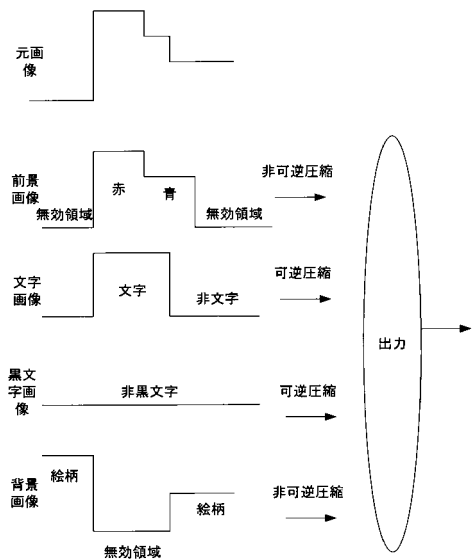 元画
像
前景
画像
赤
青
無効領域
無効領域
非可逆圧縮
文字
画像
文字
非文字
可逆圧縮
出力
黒文
字画
像
非黒文字
可逆圧縮
背景
画像
絵柄
絵柄
無効領域
非可逆圧縮